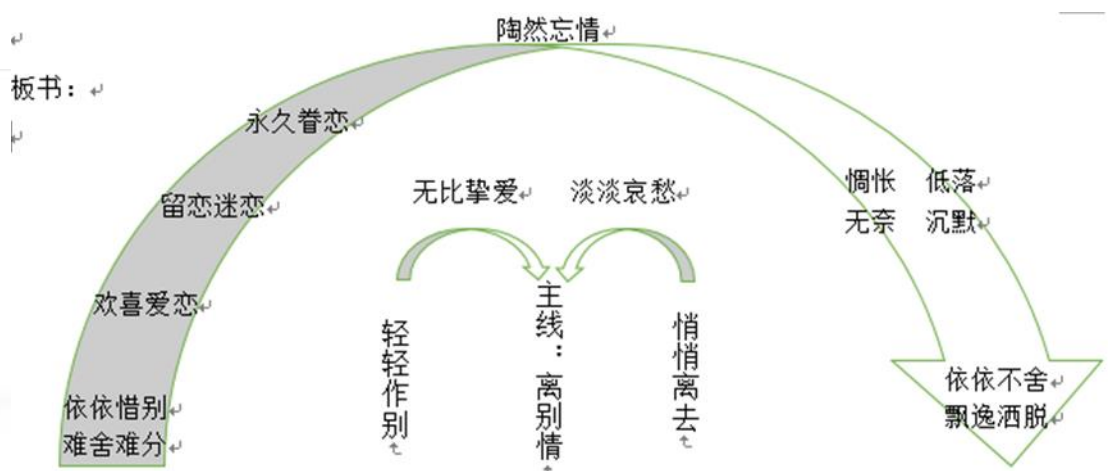 陶然忘情
板书：
永久眷恋
留恋迷恋
欢喜爱恋
依依惜别
难舍难分
无比挚爱
淡淡哀愁
轻轻作别
主线：离别情
悄悄离去
惆怅 低落
无奈 沉默
依依不舍
飘逸洒脱